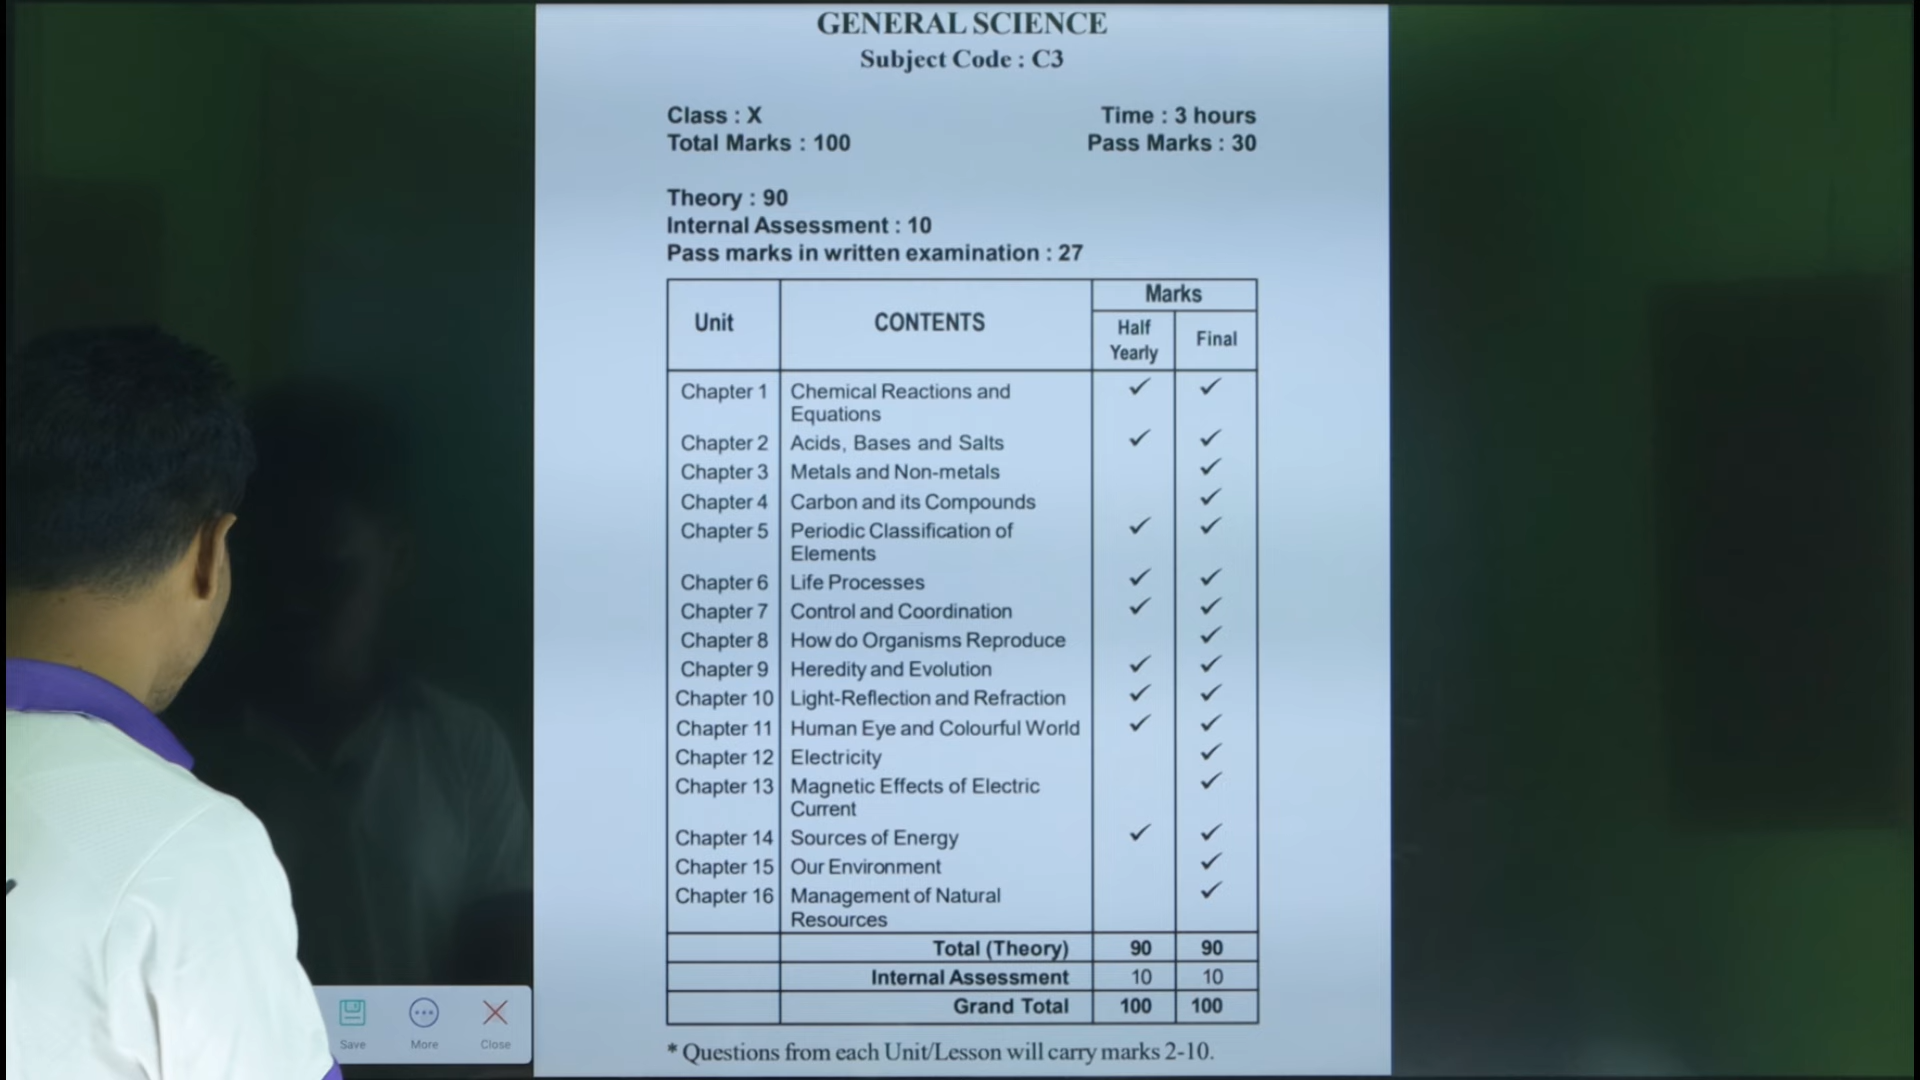 GENERAL SCIENCE
Subject Code : C3
Class : X
Time : 3 hours
Total Marks : 100
Pass Marks : 30
Theory : 90
Internal Assessment : 10
Pass marks in written examination : 27
Unit
CONTENTS
Marks
Half
Yearly
Final
Chapter 1 Chemical Reactions and ✓ ✓
Equations
Chapter 2 Acids, Bases and Salts ✓ ✓
Chapter 3 Metals and Non-metals ✓
Chapter 4 Carbon and its Compounds ✓
Chapter 5 Periodic Classification of ✓ ✓
Elements
Chapter 6 Life Processes ✓ ✓
Chapter 7 Control and Coordination ✓ ✓
Chapter 8 How do Organisms Reproduce ✓
Chapter 9 Heredity and Evolution ✓ ✓
Chapter 10 Light-Reflection and Refraction ✓ ✓
Chapter 11 Human Eye and Colourful World ✓ ✓
Chapter 12 Electricity ✓
Chapter 13 Magnetic Effects of Electric ✓
Current
Chapter 14 Sources of Energy ✓ ✓
Chapter 15 Our Environment ✓
Chapter 16 Management of Natural ✓
Resources
Total (Theory) 90 90
Internal Assessment 10 10
Grand Total 100 100
* Questions from each Unit/Lesson will carry marks 2-10.
Save
More
Close